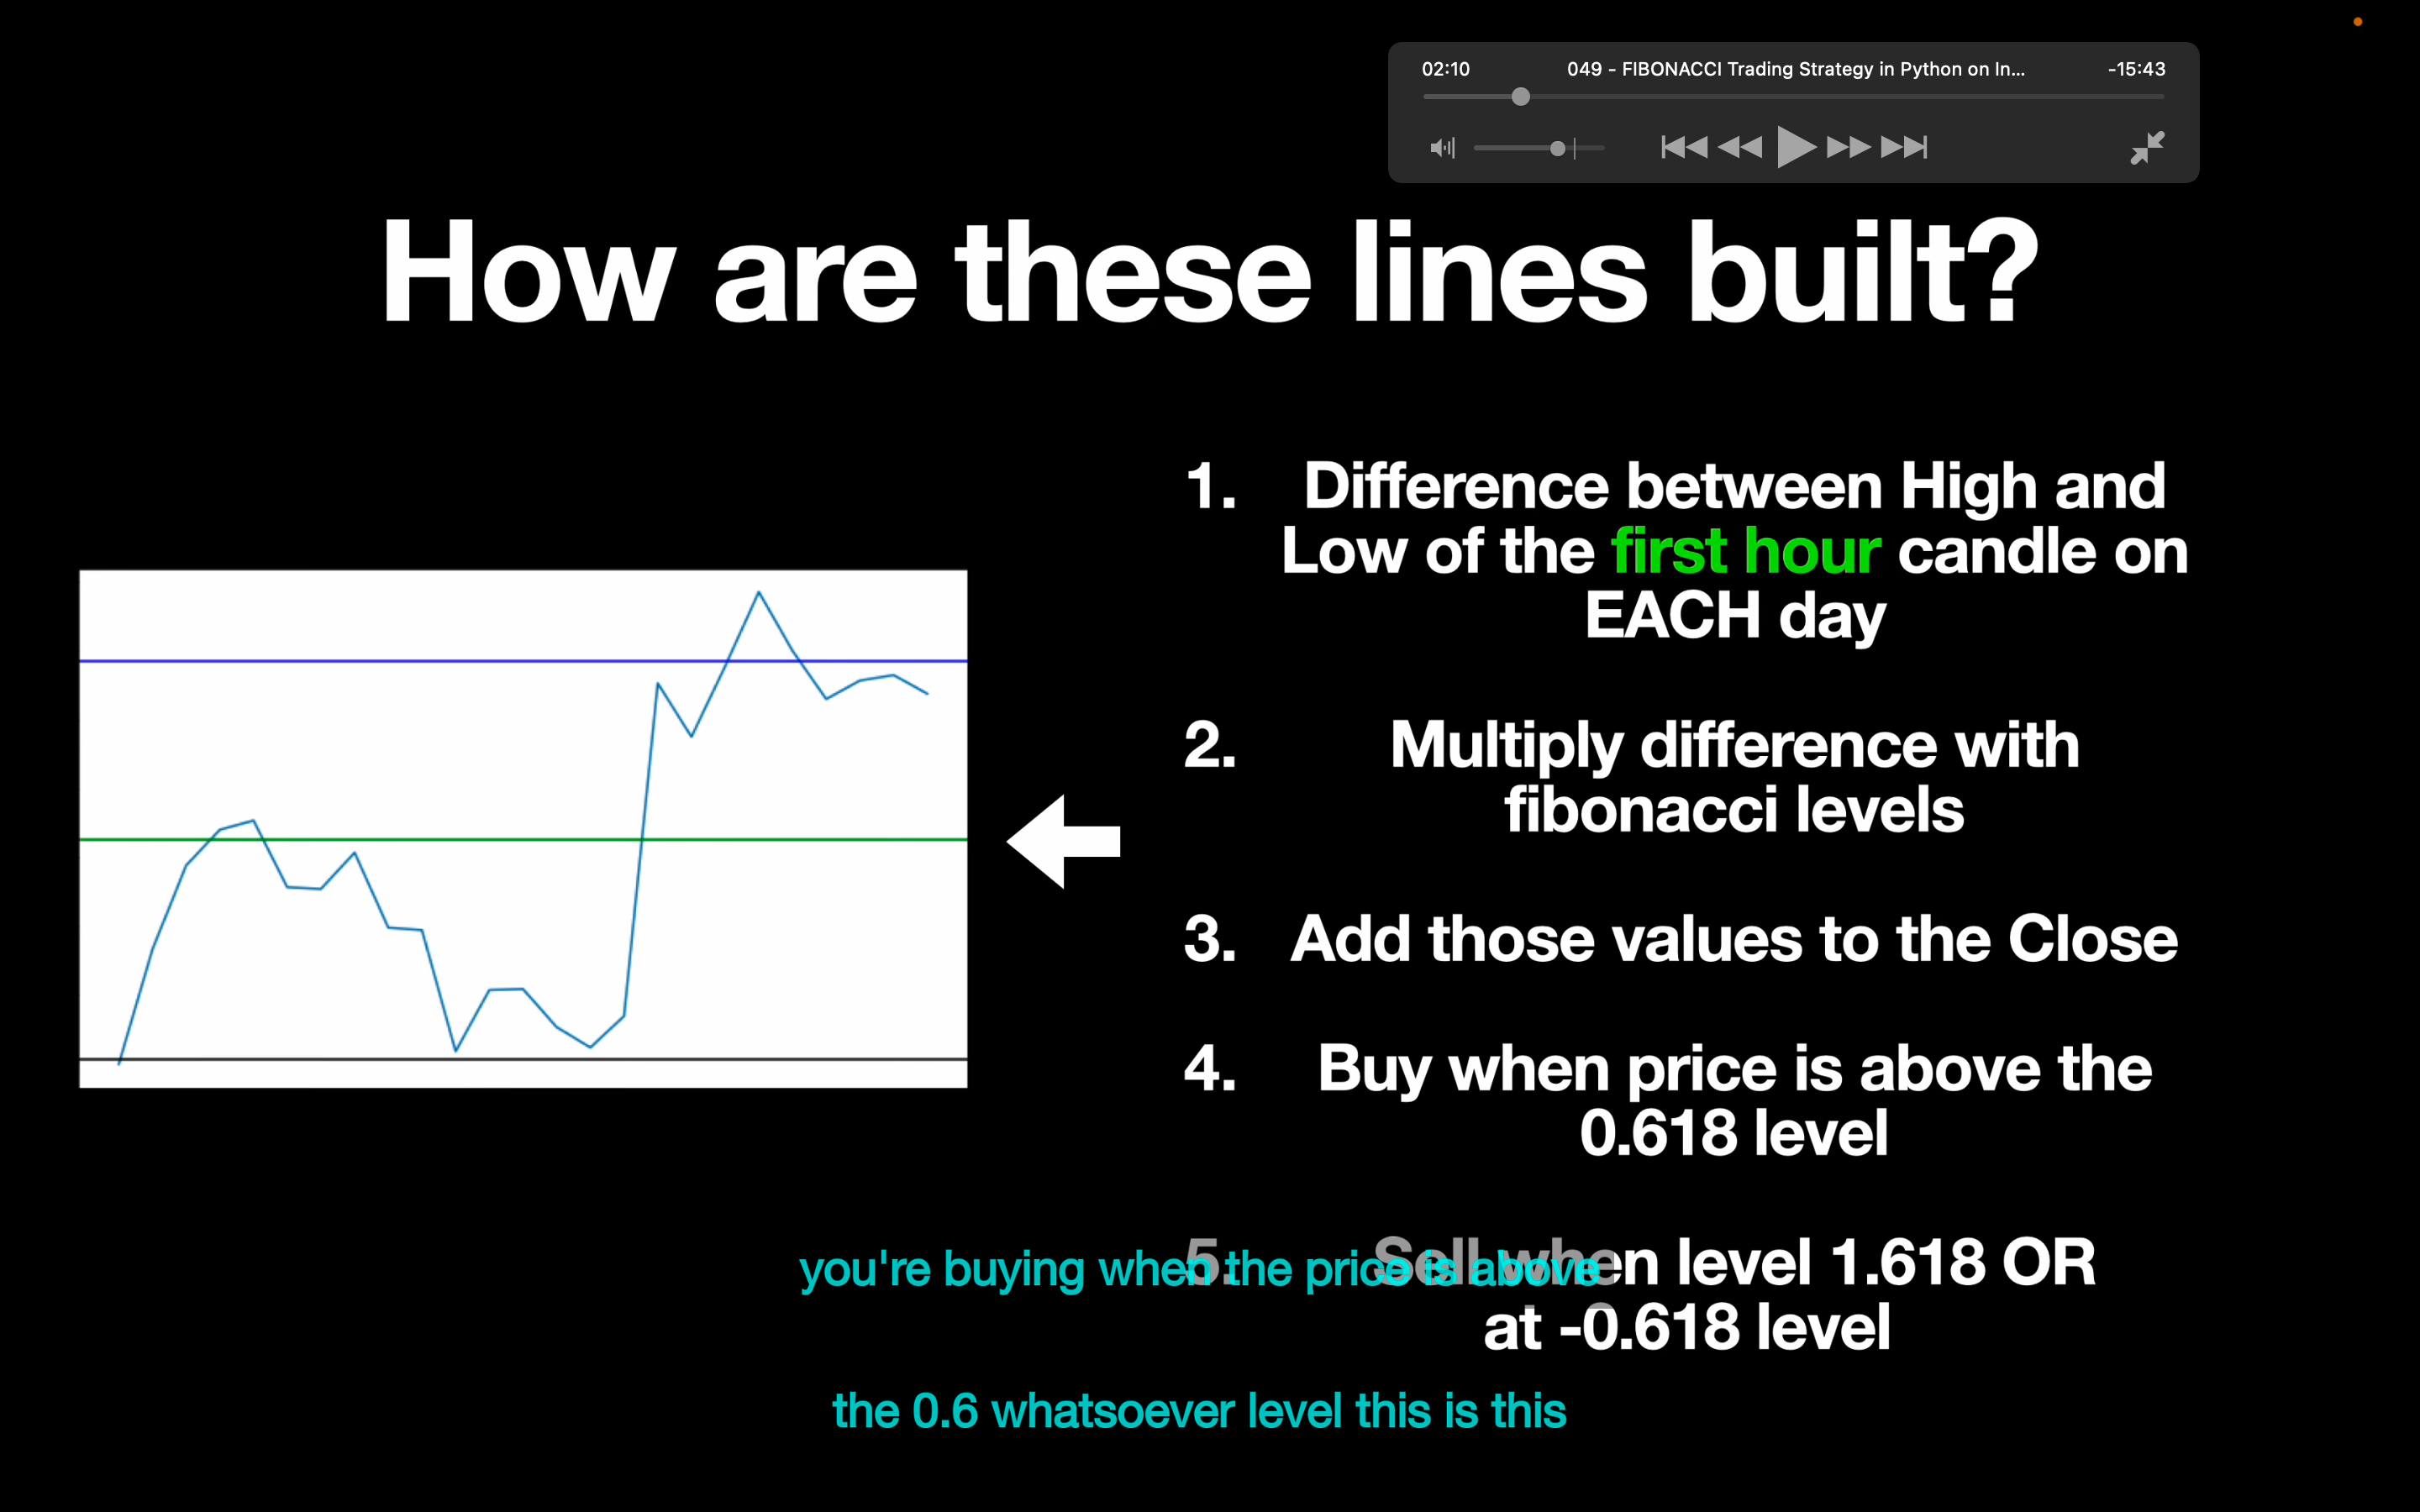 02:10 049 - FIBONACCI Trading Strategy in Python on In... -15:43
How are these lines built?
1. Difference between High and
Low of the first hour candle on
EACH day
2. Multiply difference with
fibonacci levels
3. Add those values to the Close
4. Buy when price is above the
0.618 level
5. Sell when level 1.618 OR
at -0.618 level
you're buying when the price is above
the 0.6 whatsoever level this is this